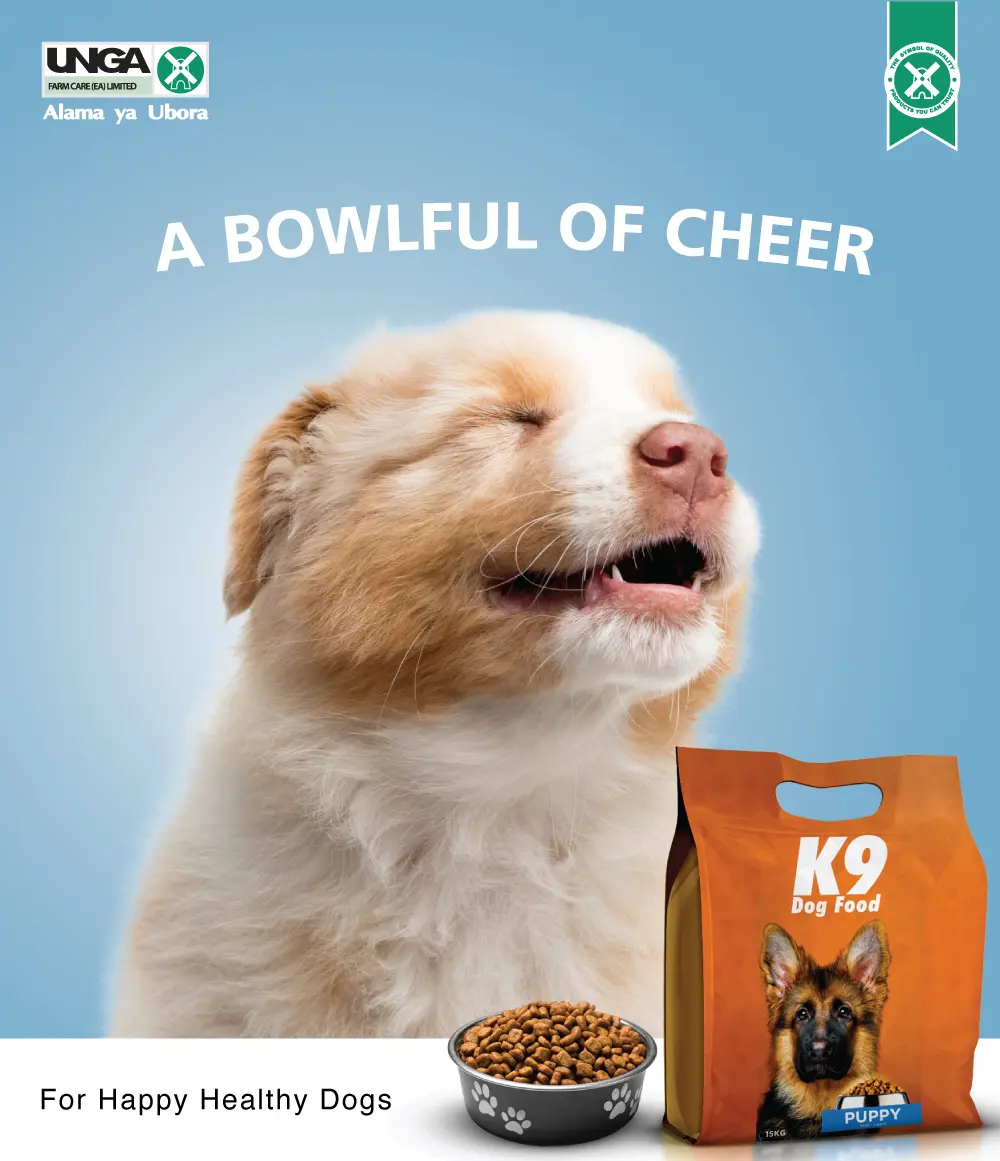 UNGA
FARM CARE (EA) LIMITED
Alama ya Ubora
THE SYMBOL OF QUALITY
PRODUCTS YOU CAN TRUST
A BOWLFUL OF CHEER
K9
Dog Food
PUPPY
15KG
For Happy Healthy Dogs